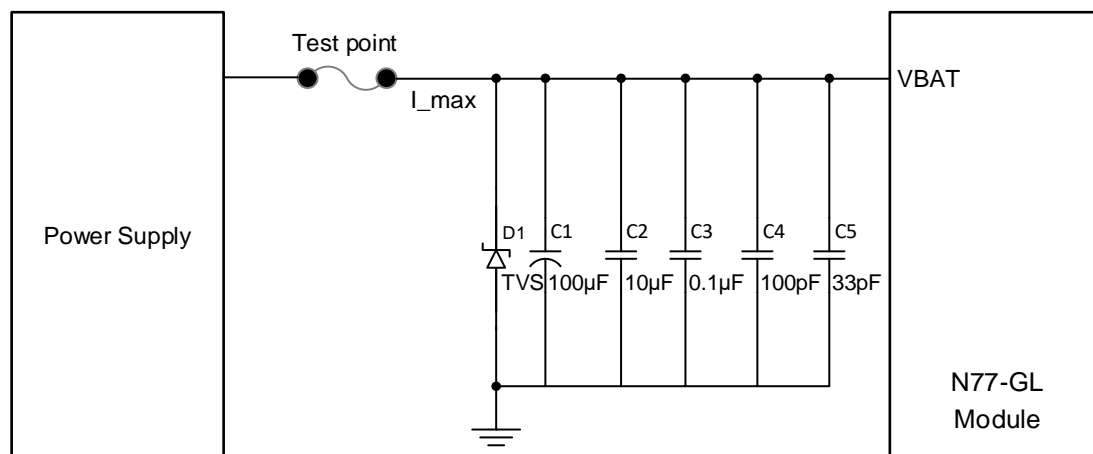 Test point
I_max
VBAT
Power Supply
D1
TVS
C1
100µF
C2
10µF
C3
0.1µF
C4
100pF
C5
33pF
N77-GL
Module